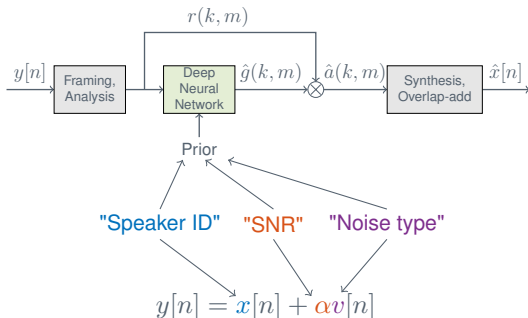 r(k, m)
y[n] Framing, Analysis Deep Neural Network ĝ(k, m) ⊗ â(k, m) Synthesis, Overlap-add x̂[n]
Prior
"Speaker ID" "SNR" "Noise type"
y[n] = x[n] + αv[n]